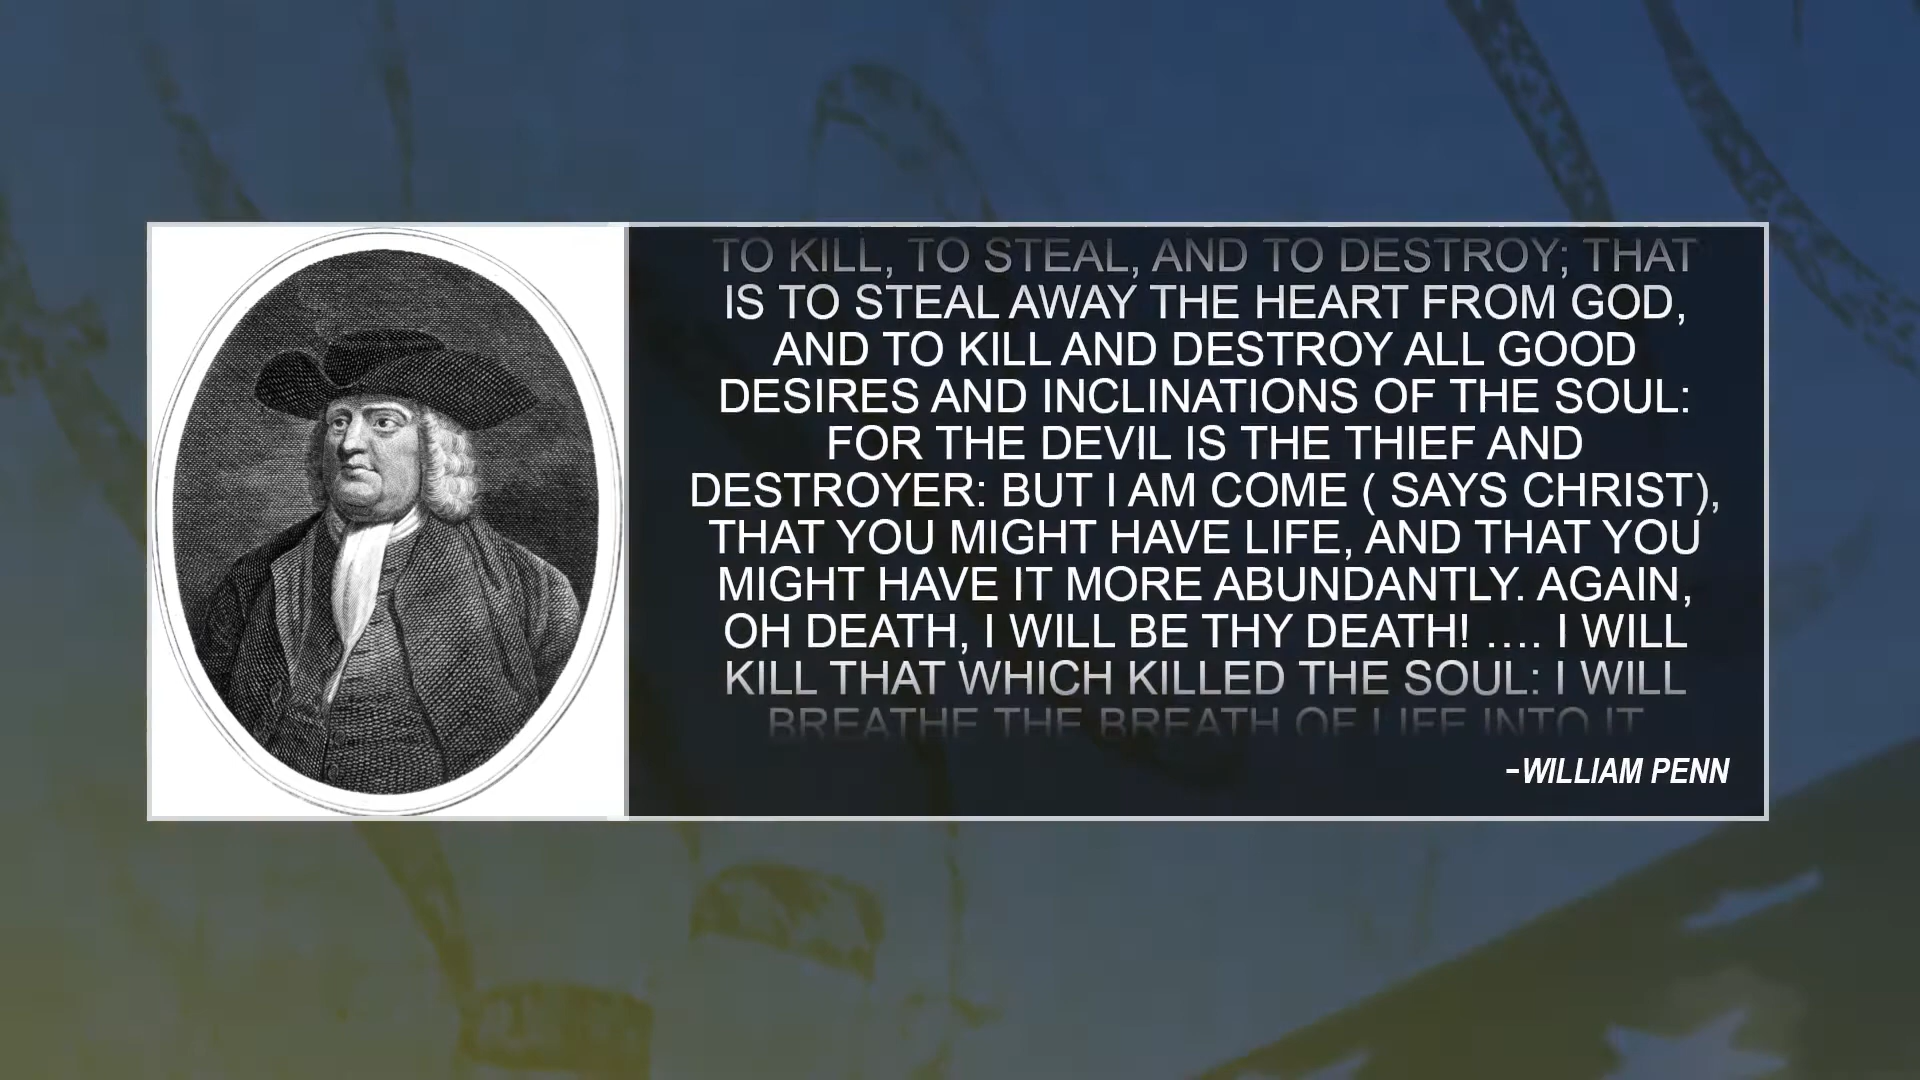 TO KILL, TO STEAL, AND TO DESTROY; THAT
IS TO STEAL AWAY THE HEART FROM GOD,
AND TO KILL AND DESTROY ALL GOOD
DESIRES AND INCLINATIONS OF THE SOUL:
FOR THE DEVIL IS THE THIEF AND
DESTROYER: BUT I AM COME ( SAYS CHRIST),
THAT YOU MIGHT HAVE LIFE, AND THAT YOU
MIGHT HAVE IT MORE ABUNDANTLY. AGAIN,
OH DEATH, I WILL BE THY DEATH! .... I WILL
KILL THAT WHICH KILLED THE SOUL: I WILL
BREATHE THE BREATH OF LIFE INTO IT
-WILLIAM PENN